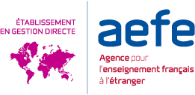 ÉTABLISSEMENT
EN GESTION DIRECTE
aefe
Agence pour
l'enseignement français
à l'étranger